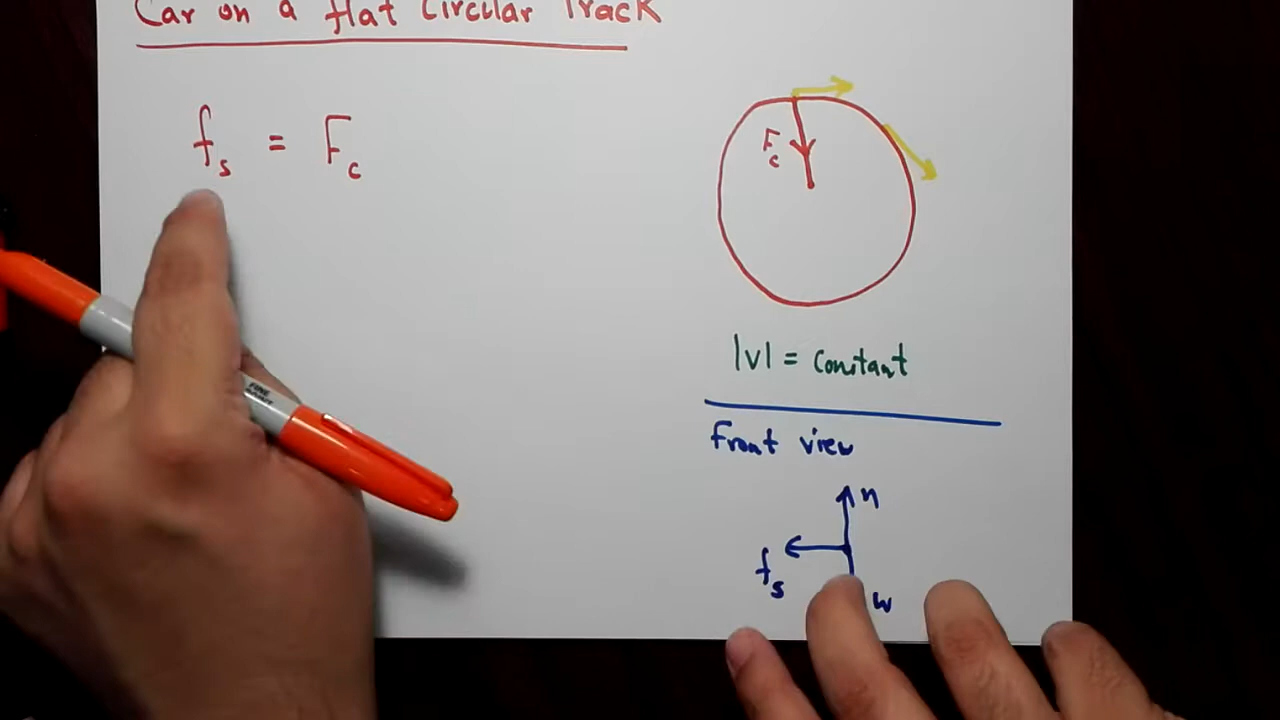 Car on a flat Circular Track
fs = Fc
Fc
|v| = constant
Front view
n
fs
w